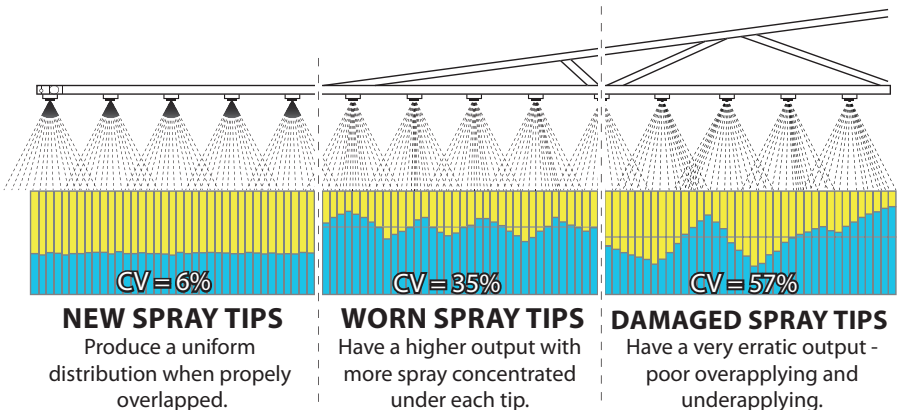 CV = 6%
CV = 35%
CV = 57%
NEW SPRAY TIPS
Produce a uniform
distribution when propely
overlapped.
WORN SPRAY TIPS
Have a higher output with
more spray concentrated
under each tip.
DAMAGED SPRAY TIPS
Have a very erratic output -
poor overapplying and
underapplying.